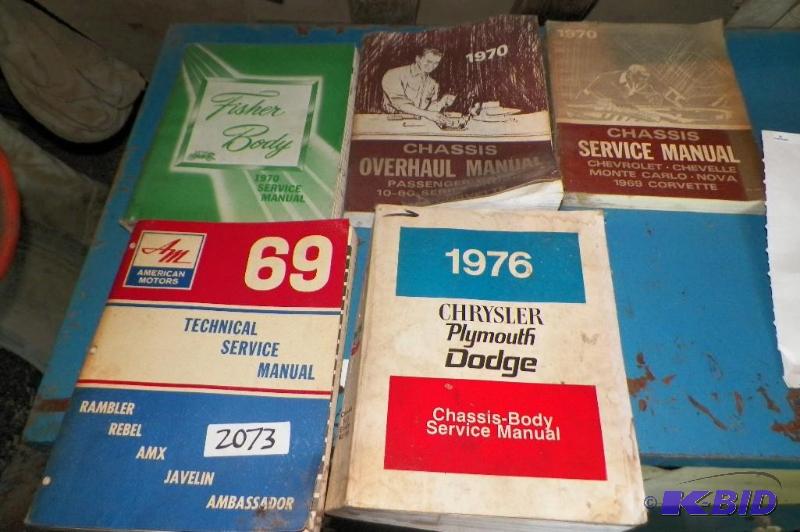 Fisher
Body
1970
SERVICE
MANUAL
1970
CHASSIS
OVERHAUL MANUAL
PASSENGER
1970
CHASSIS
SERVICE MANUAL
CHEVROLET · CHEVELLE
MONTE CARLO · NOVA
1969 CORVETTE
AM
AMERICAN
MOTORS
69
TECHNICAL
SERVICE
MANUAL
RAMBLER
REBEL
AMX
JAVELIN
AMBASSADOR
2073
1976
CHRYSLER
Plymouth
Dodge
Chassis-Body
Service Manual
© K-BID